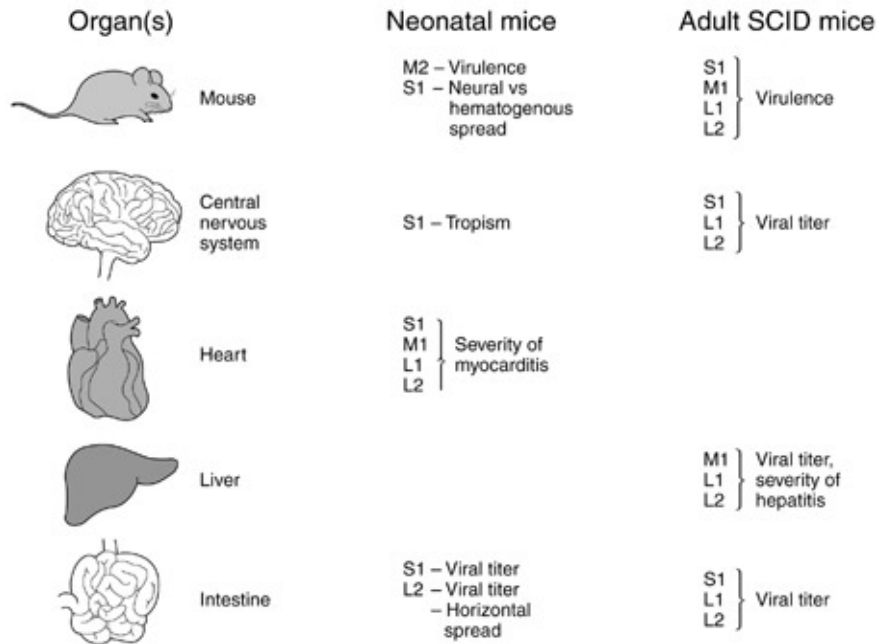 Organ(s) Neonatal mice Adult SCID mice
Mouse
M2 – Virulence
S1 – Neural vs
hematogenous
spread
S1
M1
L1
L2
Virulence
Central
nervous
system
S1 – Tropism
S1
L1
L2
Viral titer
Heart
S1
M1
L1
L2
Severity of
myocarditis
Liver
M1
L1
L2
Viral titer,
severity of
hepatitis
Intestine
S1 – Viral titer
L2 – Viral titer
– Horizontal
spread
S1
L1
L2
Viral titer